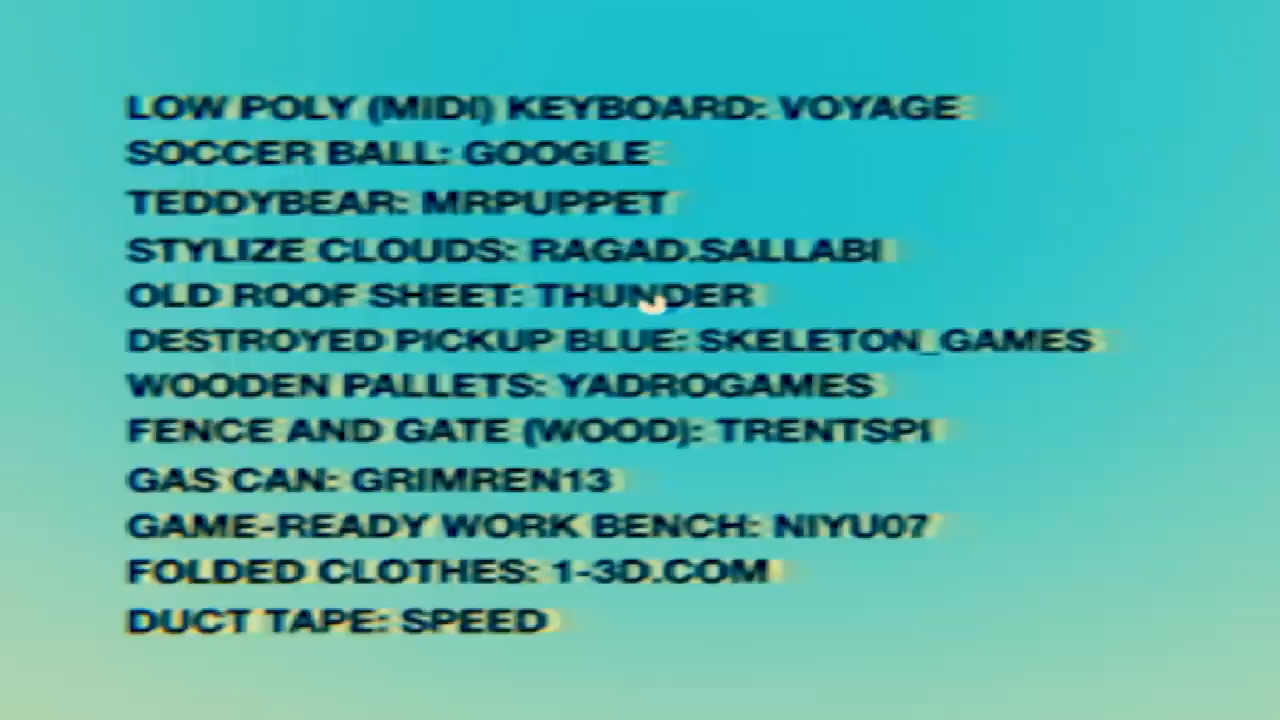 LOW POLY (MIDI) KEYBOARD: VOYAGE
SOCCER BALL: GOOGLE
TEDDYBEAR: MRPUPPET
STYLIZE CLOUDS: RAGAD.SALLABI
OLD ROOF SHEET: THUNDER
DESTROYED PICKUP BLUE: SKELETON_GAMES
WOODEN PALLETS: YADROGAMES
FENCE AND GATE (WOOD): TRENTSPI
GAS CAN: GRIMREN13
GAME-READY WORK BENCH: NIYU07
FOLDED CLOTHES: 1-3D.COM
DUCT TAPE: SPEED